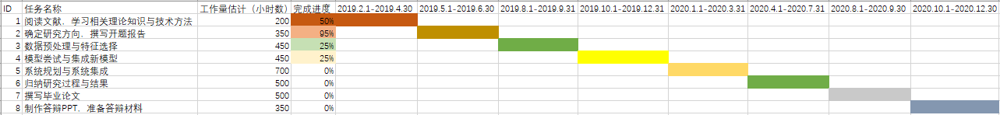 ID 任务名称 工作量估计（小时数） 完成进度 2019.2.1-2019.4.30 2019.5.1-2019.6.30 2019.8.1-2019.9.31 2019.10.1-2019.12.31 2020.1.1-2020.3.31 2020.4.1-2020.7.31 2020.8.1-2020.9.30 2020.10.1-2020.12.30
1 阅读文献，学习相关理论知识与技术方法 200 50%
2 确定研究方向，撰写开题报告 350 95%
3 数据预处理与特征选择 450 25%
4 模型尝试与集成新模型 450 25%
5 系统规划与系统集成 700 0%
6 归纳研究过程与结果 500 0%
7 撰写毕业论文 500 0%
8 制作答辩PPT，准备答辩材料 350 0%